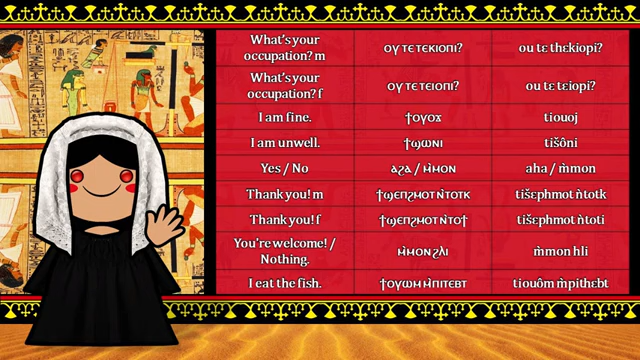 What's your
occupation? m
ⲟⲩ ⲧⲉ ⲧⲉⲕⲓⲟⲡⲓ?
ou tɛ thɛkiopi?
What's your
occupation? f
ⲟⲩ ⲧⲉ ⲧⲉⲓⲟⲡⲓ?
ou tɛ tɛiopi?
I am fine.
ϯⲟⲩⲟϫ
tiouoj
I am unwell.
ϯϣⲱⲛⲓ
tišôni
Yes / No
ⲁϩⲁ / ⲙ̀ⲙⲟⲛ
aha / m̀mon
Thank you! m
ϯϣⲉⲡϩⲙⲟⲧ ⲛ̀ⲧⲟⲧⲕ
tišɛphmot ǹtotk
Thank you! f
ϯϣⲉⲡϩⲙⲟⲧ ⲛ̀ⲧⲟϯ
tišɛphmot ǹtoti
You're welcome! /
Nothing.
ⲙ̀ⲙⲟⲛ ϩⲗⲓ
m̀mon hli
I eat the fish.
ϯⲟⲩⲱⲙ ⲙ̀ⲡⲓⲧⲉⲃⲧ
tiouôm m̀pithɛbt